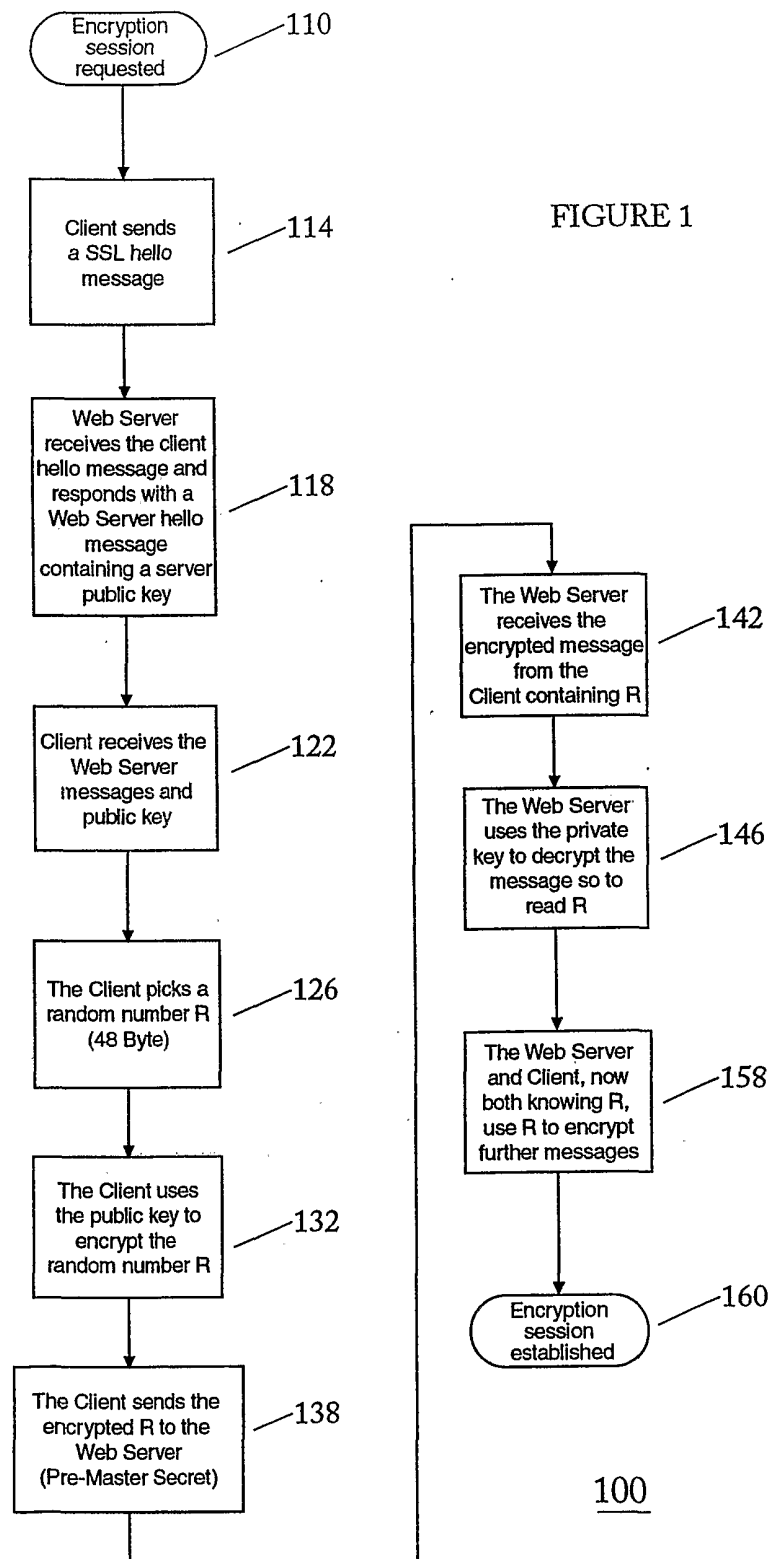 Encryption
session
requested
110
Client sends
a SSL hello
message
114
FIGURE 1
Web Server
receives the client
hello message and
responds with a
Web Server hello
message
containing a server
public key
118
Client receives the
Web Server
messages and
public key
122
The Client picks a
random number R
(48 Byte)
126
The Client uses
the public key to
encrypt the
random number R
132
The Client sends the
encrypted R to the
Web Server
(Pre-Master Secret)
138
The Web Server
receives the
encrypted message
from the
Client containing R
142
The Web Server
uses the private
key to decrypt the
message so to
read R
146
The Web Server
and Client, now
both knowing R,
use R to encrypt
further messages
158
Encryption
session
established
160
100